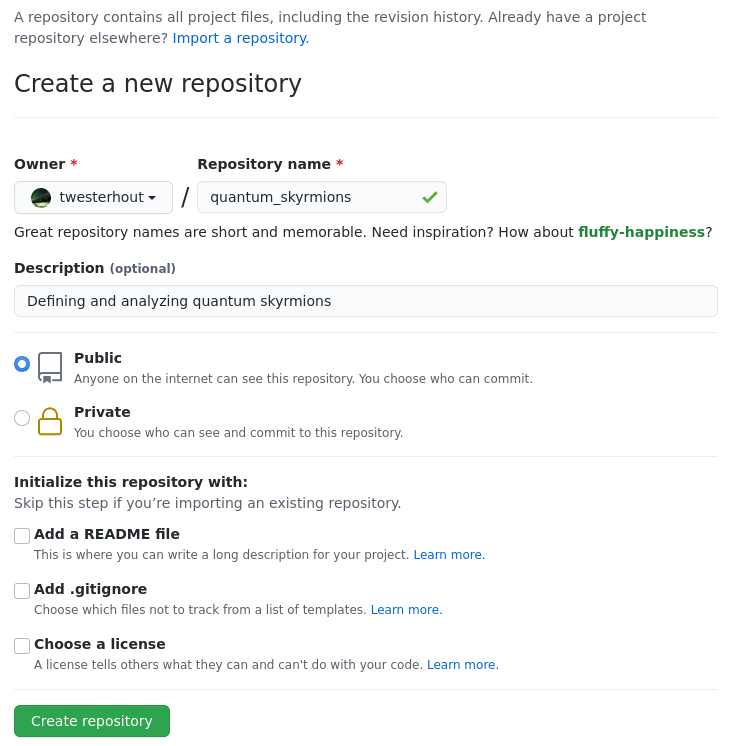 A repository contains all project files, including the revision history. Already have a project
repository elsewhere? Import a repository.
Create a new repository
Owner * Repository name *
twesterhout / quantum_skyrmions
Great repository names are short and memorable. Need inspiration? How about fluffy-happiness?
Description (optional)
Defining and analyzing quantum skyrmions
Public
Anyone on the internet can see this repository. You choose who can commit.
Private
You choose who can see and commit to this repository.
Initialize this repository with:
Skip this step if you’re importing an existing repository.
Add a README file
This is where you can write a long description for your project. Learn more.
Add .gitignore
Choose which files not to track from a list of templates. Learn more.
Choose a license
A license tells others what they can and can't do with your code. Learn more.
Create repository